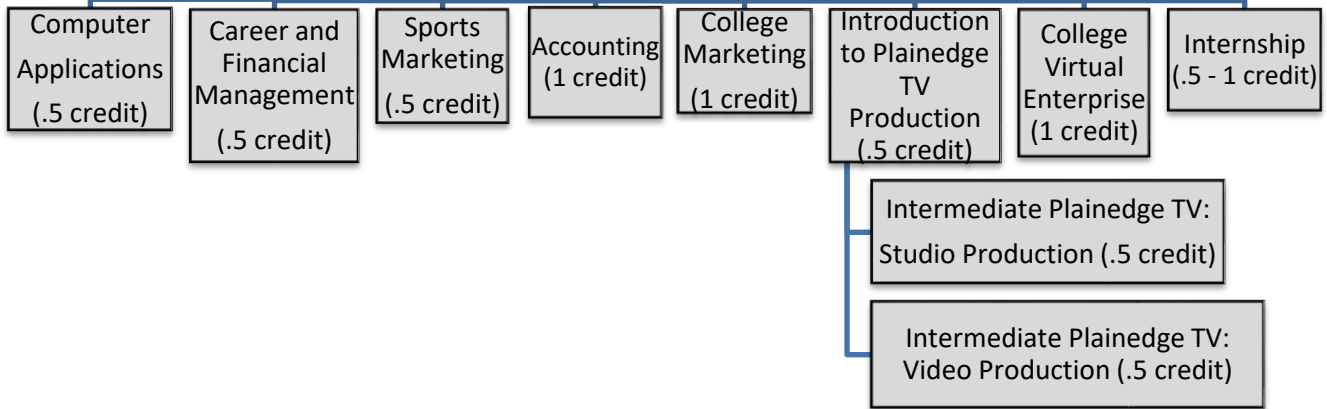 Computer
Applications
(.5 credit)
Career and
Financial
Management
(.5 credit)
Sports
Marketing
(.5 credit)
Accounting
(1 credit)
College
Marketing
(1 credit)
Introduction
to Plainedge
TV
Production
(.5 credit)
College
Virtual
Enterprise
(1 credit)
Internship
(.5 - 1 credit)
Intermediate Plainedge TV:
Studio Production (.5 credit)
Intermediate Plainedge TV:
Video Production (.5 credit)